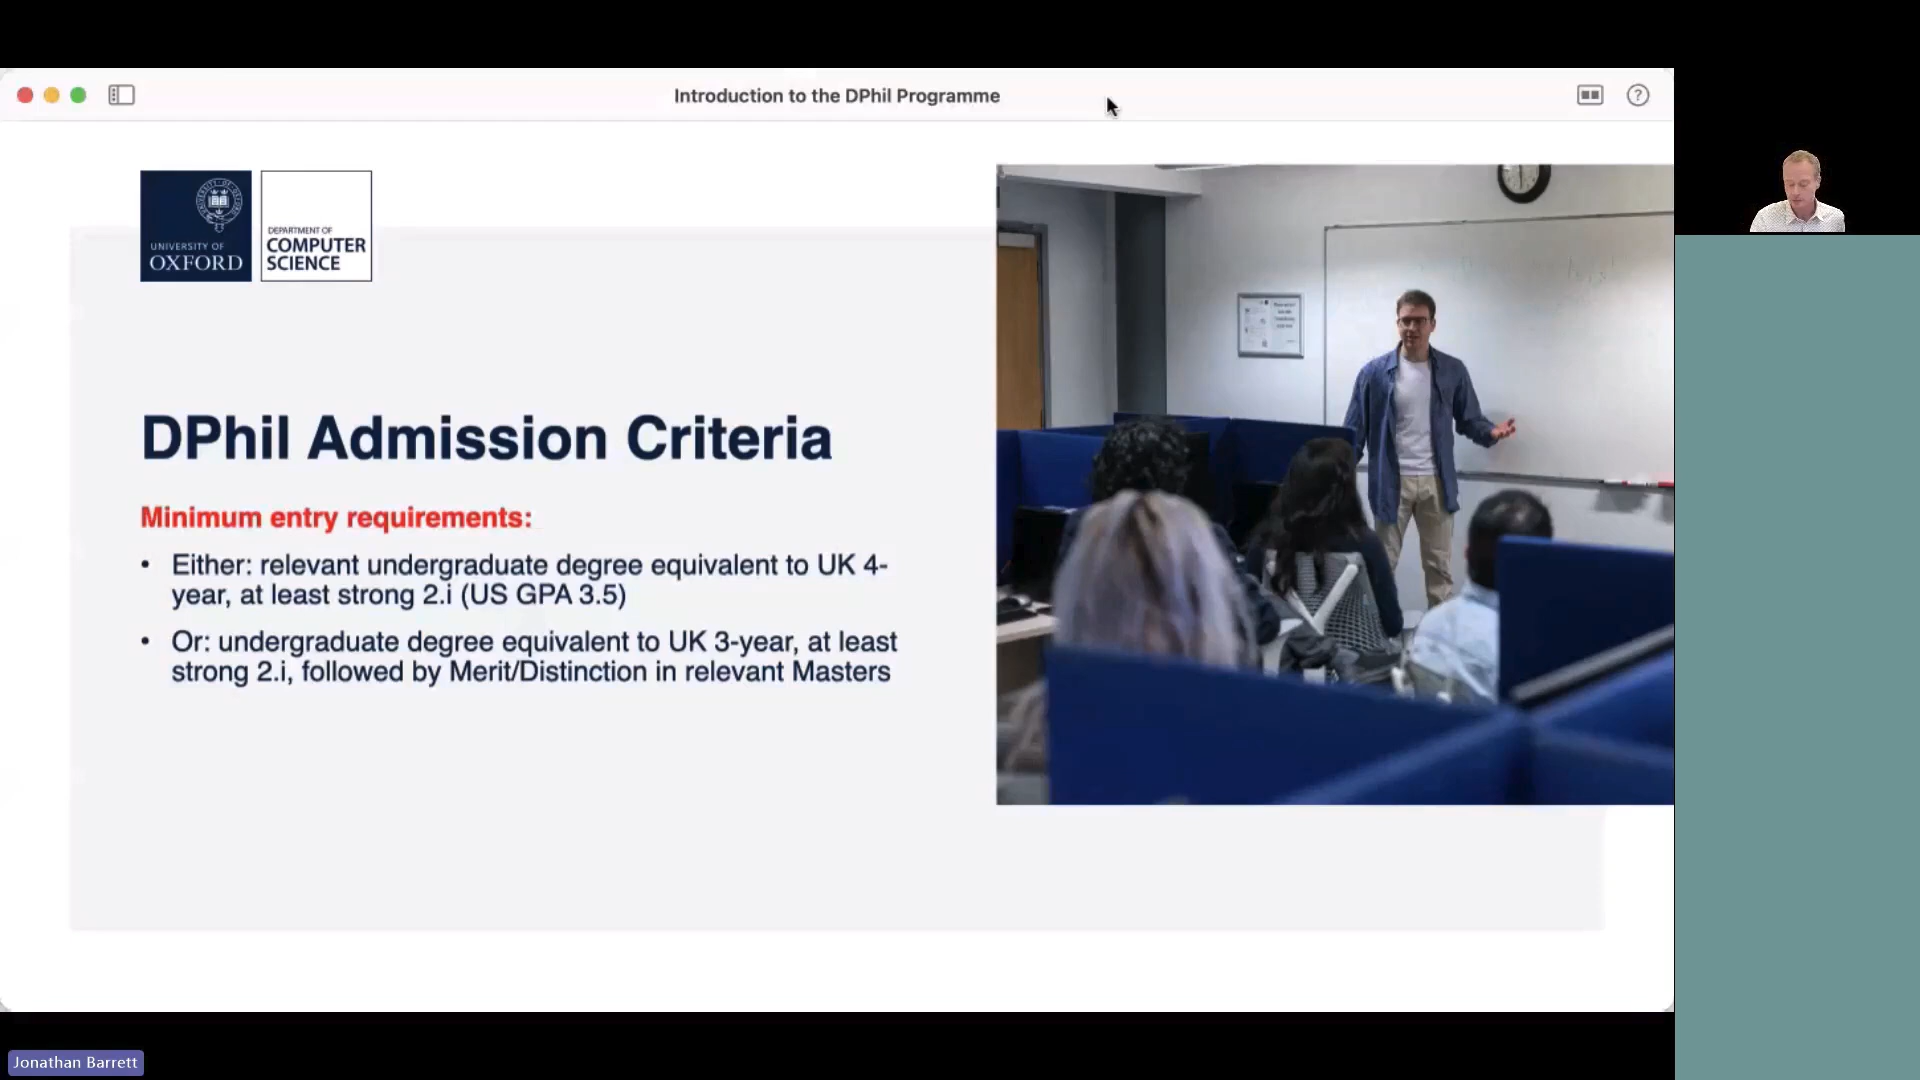 Introduction to the DPhil Programme
?
UNIVERSITY OF
OXFORD
DEPARTMENT OF
COMPUTER
SCIENCE
DPhil Admission Criteria
Minimum entry requirements:
• Either: relevant undergraduate degree equivalent to UK 4-
year, at least strong 2.i (US GPA 3.5)
• Or: undergraduate degree equivalent to UK 3-year, at least
strong 2.i, followed by Merit/Distinction in relevant Masters
Jonathan Barrett